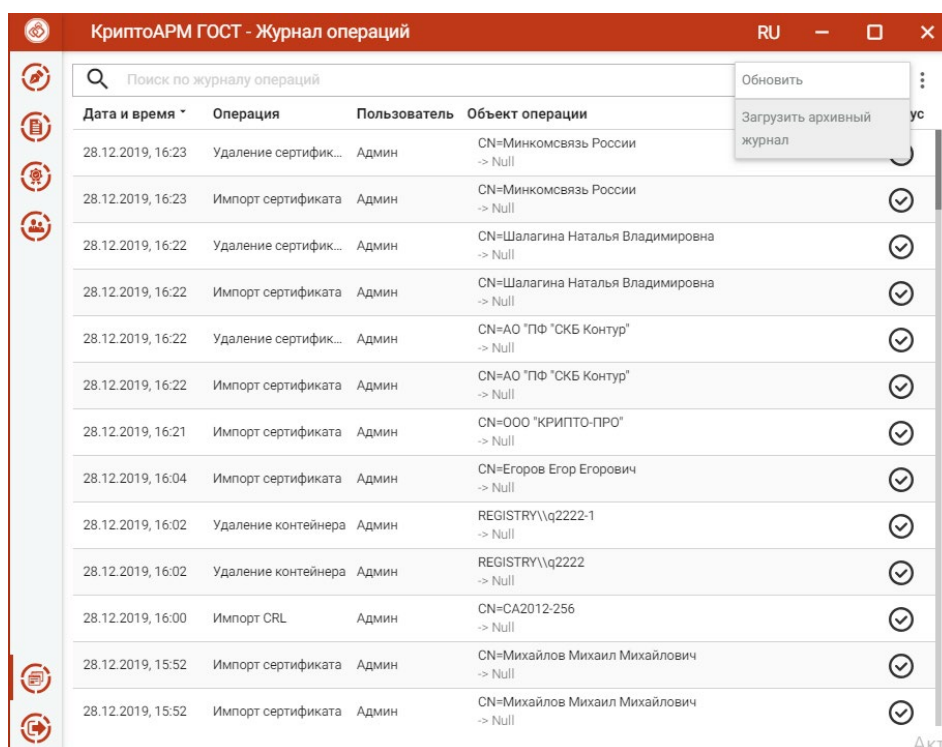 КриптоАРМ ГОСТ - Журнал операций RU
Поиск по журналу операций
Обновить
Загрузить архивный
журнал
Дата и время Операция Пользователь Объект операции ус
28.12.2019, 16:23 Удаление сертифик... Админ CN=Минкомсвязь России
-> Null
28.12.2019, 16:23 Импорт сертификата Админ CN=Минкомсвязь России
-> Null
28.12.2019, 16:22 Удаление сертифик... Админ CN=Шалагина Наталья Владимировна
-> Null
28.12.2019, 16:22 Импорт сертификата Админ CN=Шалагина Наталья Владимировна
-> Null
28.12.2019, 16:22 Удаление сертифик... Админ CN=АО "ПФ "СКБ Контур"
-> Null
28.12.2019, 16:22 Импорт сертификата Админ CN=АО "ПФ "СКБ Контур"
-> Null
28.12.2019, 16:21 Импорт сертификата Админ CN=ООО "КРИПТО-ПРО"
-> Null
28.12.2019, 16:04 Импорт сертификата Админ CN=Егоров Егор Егорович
-> Null
28.12.2019, 16:02 Удаление контейнера Админ REGISTRY\\q2222-1
-> Null
28.12.2019, 16:02 Удаление контейнера Админ REGISTRY\\q2222
-> Null
28.12.2019, 16:00 Импорт CRL Админ CN=CA2012-256
-> Null
28.12.2019, 15:52 Импорт сертификата Админ CN=Михайлов Михаил Михайлович
-> Null
28.12.2019, 15:52 Импорт сертификата Админ CN=Михайлов Михаил Михайлович
-> Null